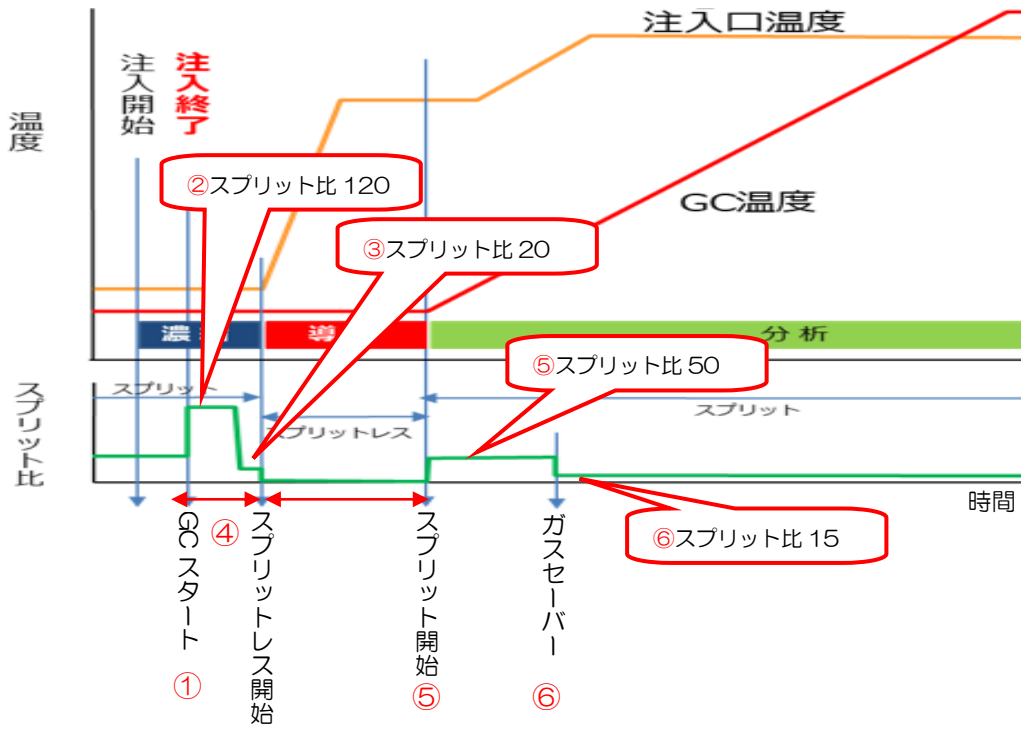 注入口温度
注入開始
注入終了
温度
②スプリット比 120
③スプリット比 20
GC温度
濃
導
分析
⑤スプリット比 50
スプリット比
スプリット
スプリットレス
スプリット
時間
⑥スプリット比 15
GC スタート
①
④
スプリットレス開始
スプリット開始
⑤
ガスセーバー
⑥